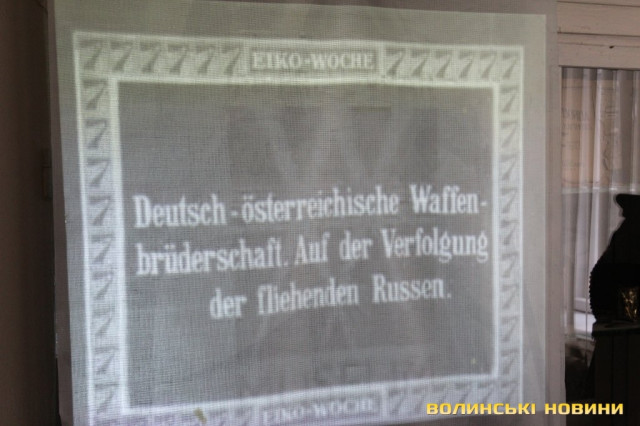 EIKO-WOCHE
Deutsch-österreichische Waffen-
brüderschaft. Auf der Verfolgung
der fliehenden Russen.
EIKO-WOCHE
ВОЛИНСЬКІ НОВИНИ